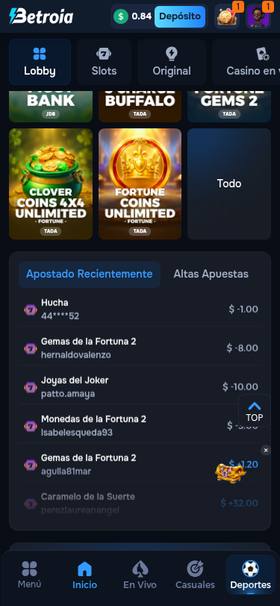 Betroia
$ 0.84 Depósito
1
1
Lobby
Slots
Original
Casino en
BANK
JDB
CHARGE
BUFFALO
TADA
FORTUNE
GEMS 2
TADA
CLOVER
COINS 4X4
UNLIMITED
FORTUNE
TADA
FORTUNE
COINS
UNLIMITED
FORTUNE
TADA
Todo
Apostado Recientemente
Altas Apuestas
Hucha
44****52
$ -1.00
Gemas de la Fortuna 2
hernaldovalenzo
$ -8.00
Joyas del Joker
patto.amaya
$ -10.00
Monedas de la Fortuna 2
Isabelesqueda93
TOP
Gemas de la Fortuna 2
agulla81mar
Caramelo de la Suerte
perezlaureanangel
$ +32.00
Menú
Inicio
En Vivo
Casuales
Deportes